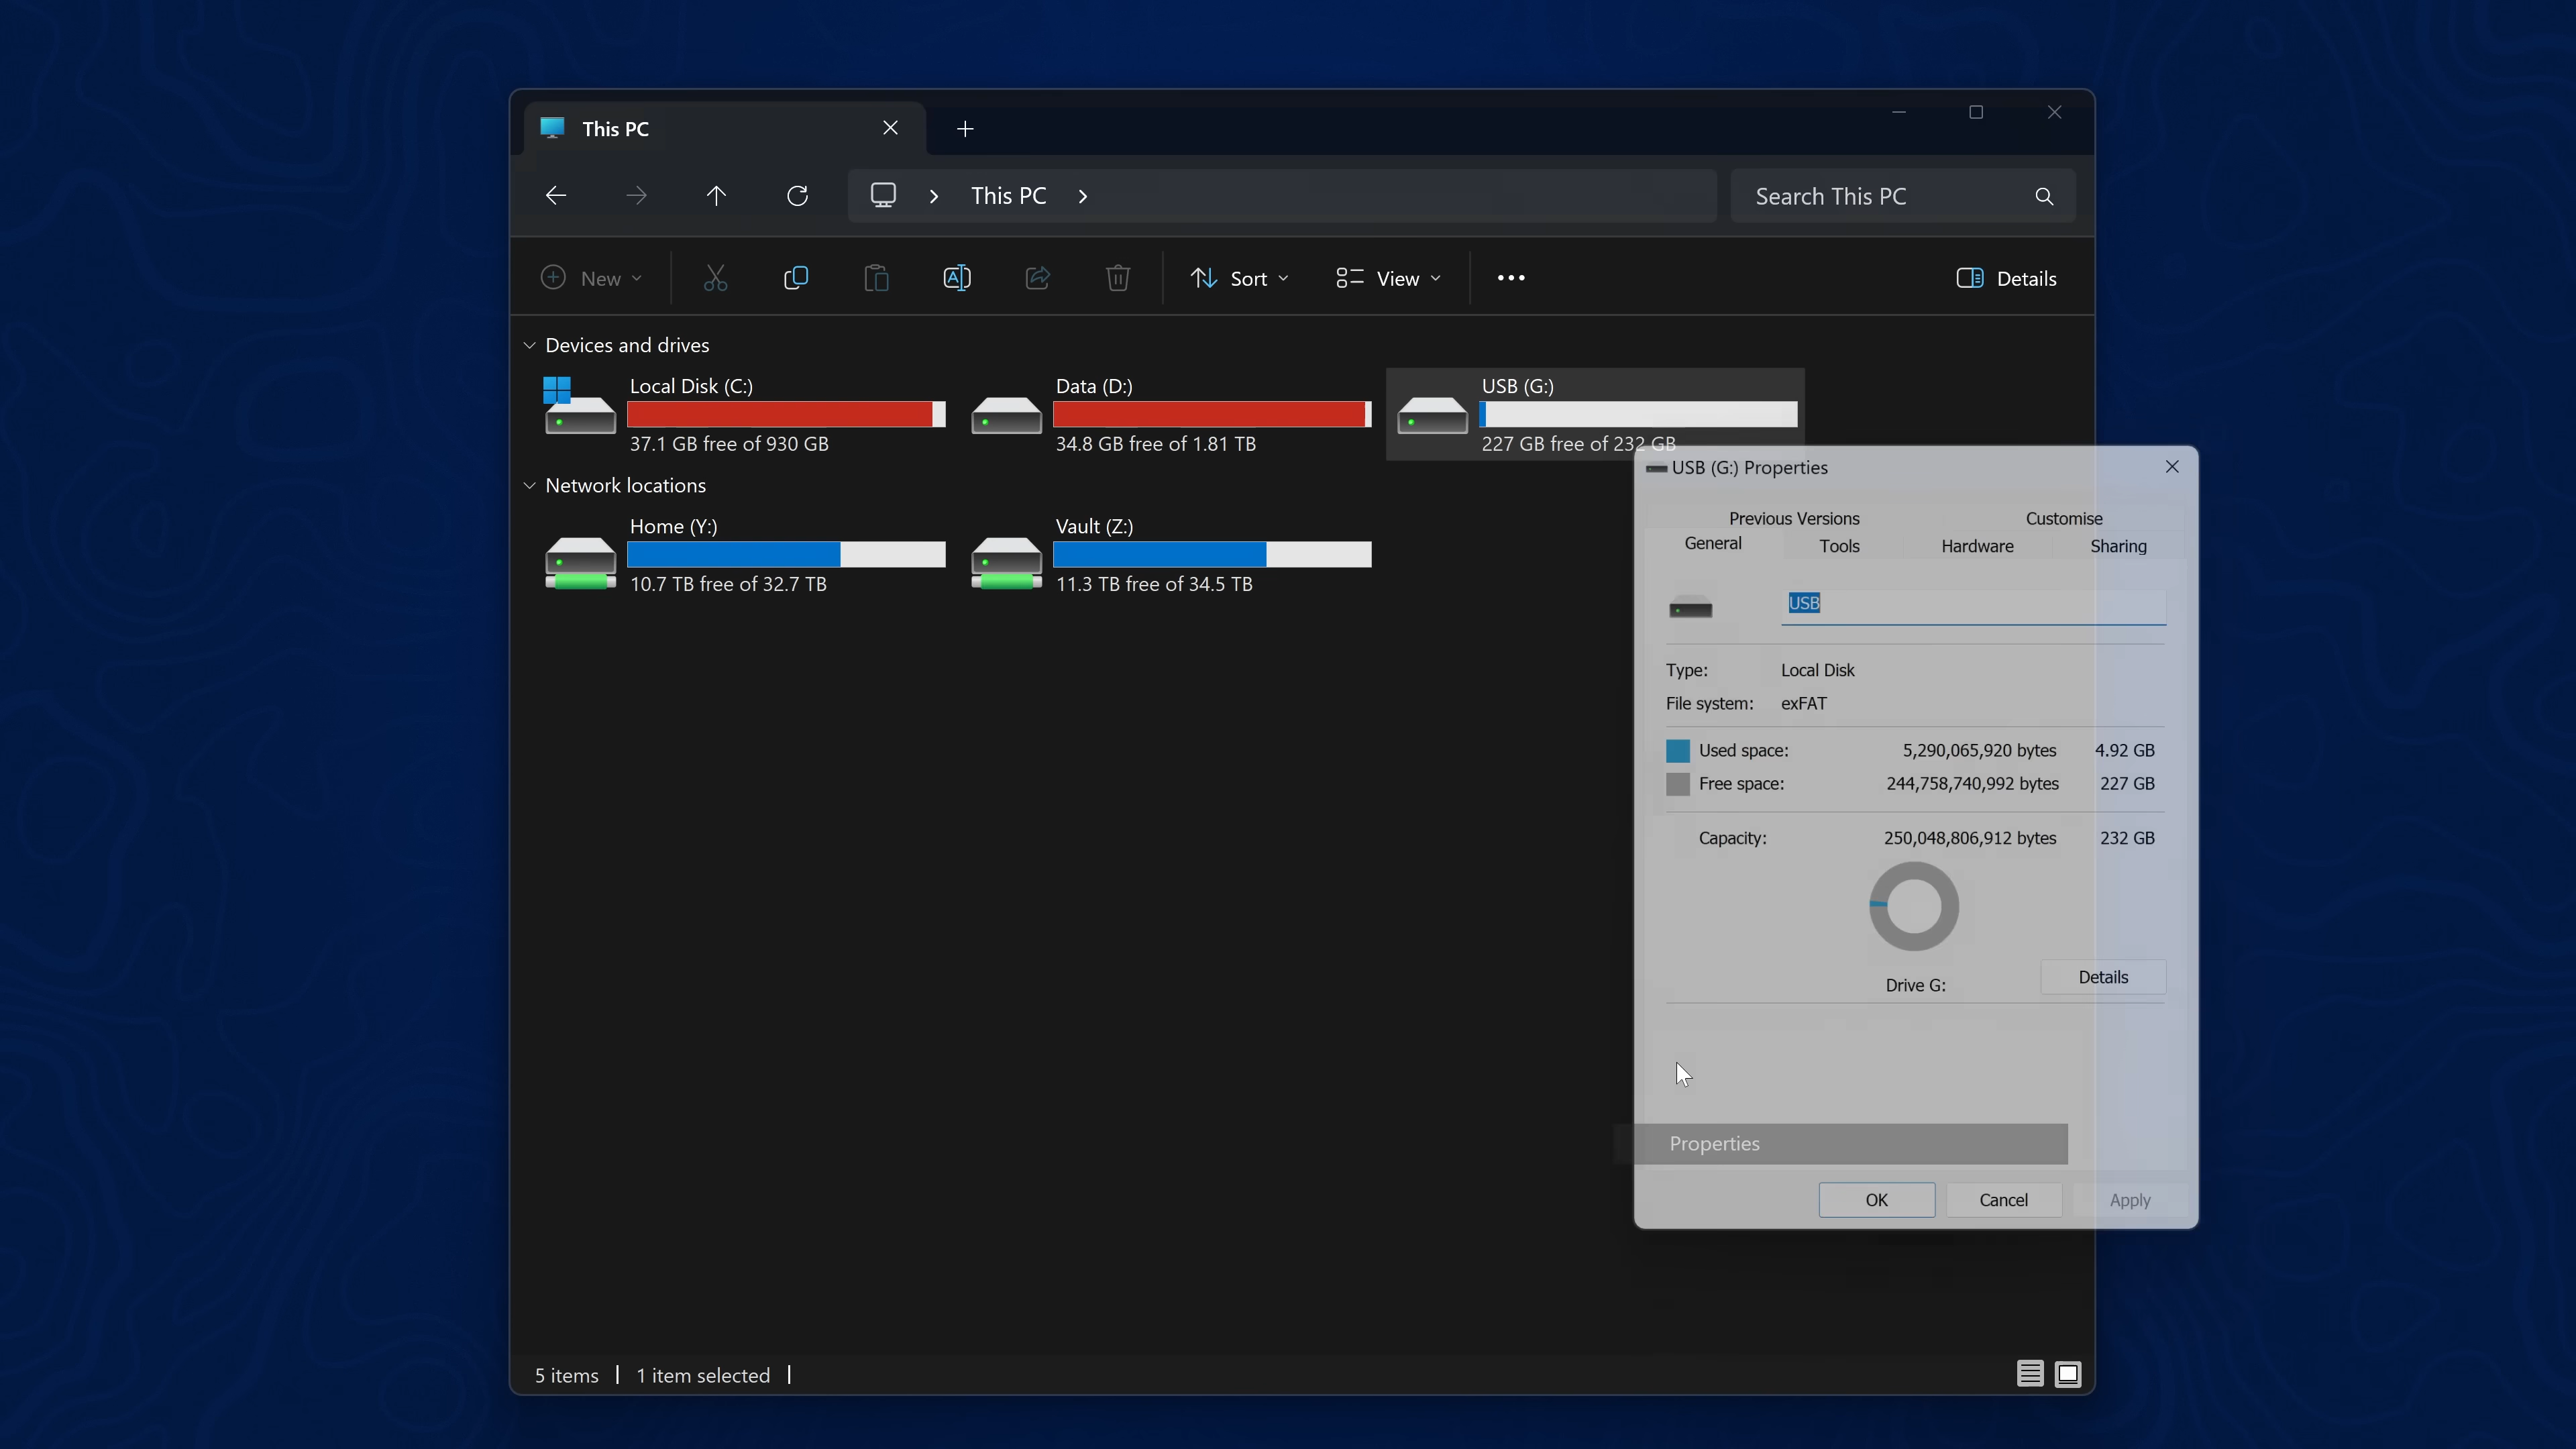 This PC
This PC
Search This PC
New
Sort
View
Details
Devices and drives
Local Disk (C:)
37.1 GB free of 930 GB
Data (D:)
34.8 GB free of 1.81 TB
USB (G:)
227 GB free of 232 GB
Network locations
Home (Y:)
10.7 TB free of 32.7 TB
Vault (Z:)
11.3 TB free of 34.5 TB
USB (G:) Properties
Previous Versions Customise
General Tools Hardware Sharing
USB
Type: Local Disk
File system: exFAT
Used space: 5,290,065,920 bytes 4.92 GB
Free space: 244,758,740,992 bytes 227 GB
Capacity: 250,048,806,912 bytes 232 GB
Drive G:
Details
Properties
OK Cancel Apply
5 items 1 item selected